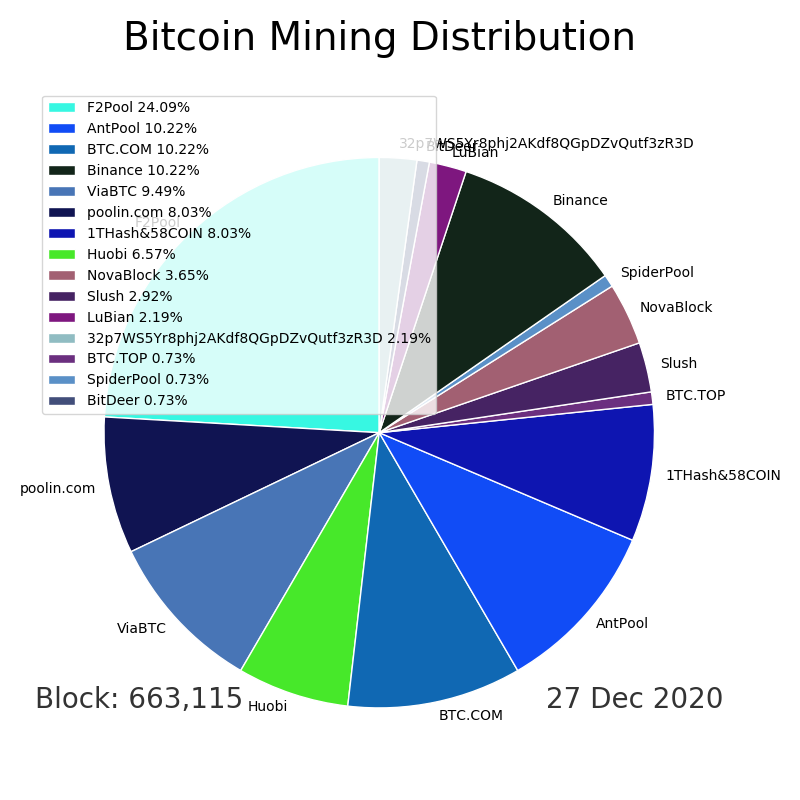 Bitcoin Mining Distribution
F2Pool 24.09%
AntPool 10.22%
BTC.COM 10.22%
Binance 10.22%
ViaBTC 9.49%
poolin.com 8.03%
1THash&58COIN 8.03%
Huobi 6.57%
NovaBlock 3.65%
Slush 2.92%
LuBian 2.19%
32p7WS5Yr8phj2AKdf8QGpDZvQutf3zR3D 2.19%
BTC.TOP 0.73%
SpiderPool 0.73%
BitDeer 0.73%
32p7WS5Yr8phj2AKdf8QGpDZvQutf3zR3D
BitDeer
LuBian
Binance
F2Pool
SpiderPool
NovaBlock
Slush
BTC.TOP
1THash&58COIN
poolin.com
AntPool
ViaBTC
Huobi
BTC.COM
Block: 663,115
27 Dec 2020